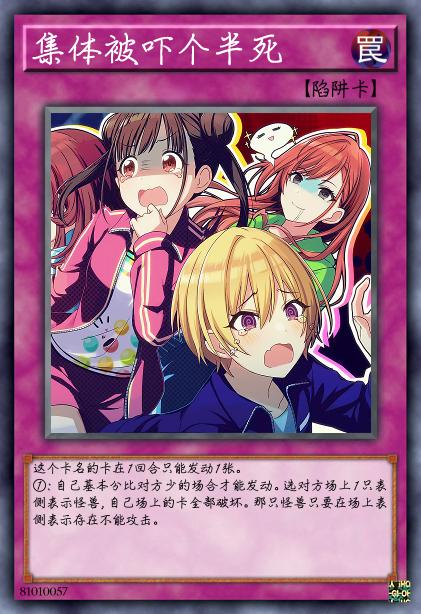 集体被吓个半死
罠
【陷阱卡】
这个卡名的卡在1回合只能发动1张。
①：自己基本分比对方少的场合才能发动。选对方场上1只表
侧表示怪兽，自己场上的卡全部破坏。那只怪兽只要在场上表
侧表示存在不能攻击。
81010057